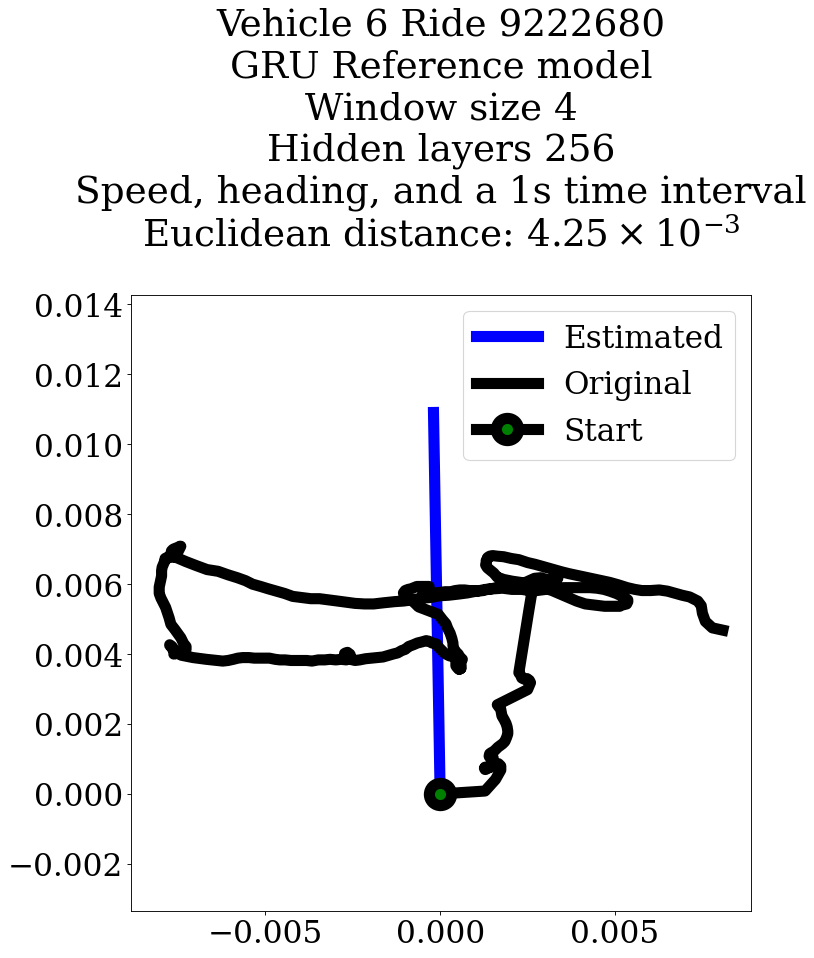 Vehicle 6 Ride 9222680
GRU Reference model
Window size 4
Hidden layers 256
Speed, heading, and a 1s time interval
Euclidean distance: 4.25 × 10⁻³
0.014
0.012
0.010
0.008
0.006
0.004
0.002
0.000
−0.002
Estimated
Original
Start
−0.005
0.000
0.005